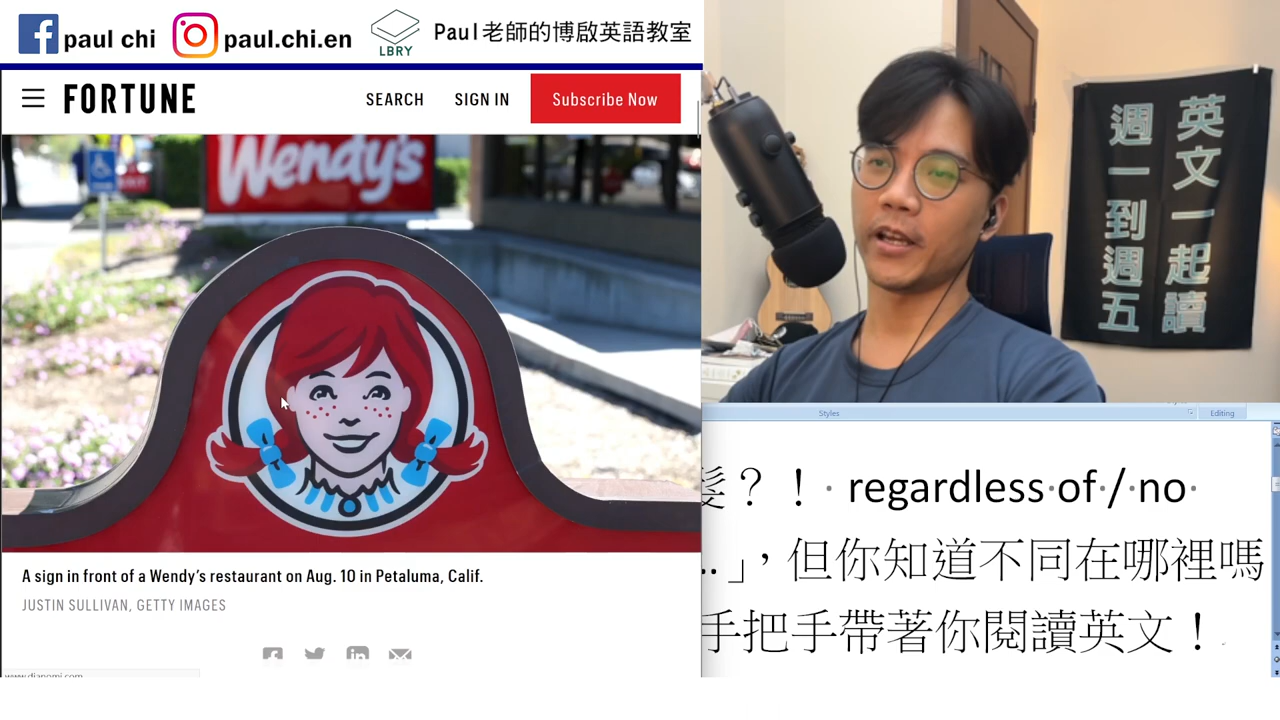 paul chi
paul.chi.en
LBRY
Paul老師的博啟英語教室
FORTUNE
SEARCH
SIGN IN
Subscribe Now
Wendy's
A sign in front of a Wendy's restaurant on Aug. 10 in Petaluma, Calif.
JUSTIN SULLIVAN, GETTY IMAGES
www.dianomi.com
英文一起讀
週一到週五
Styles
Editing
髮？！ regardless of / no
..」，但你知道不同在哪裡嗎
手把手帶著你閱讀英文！